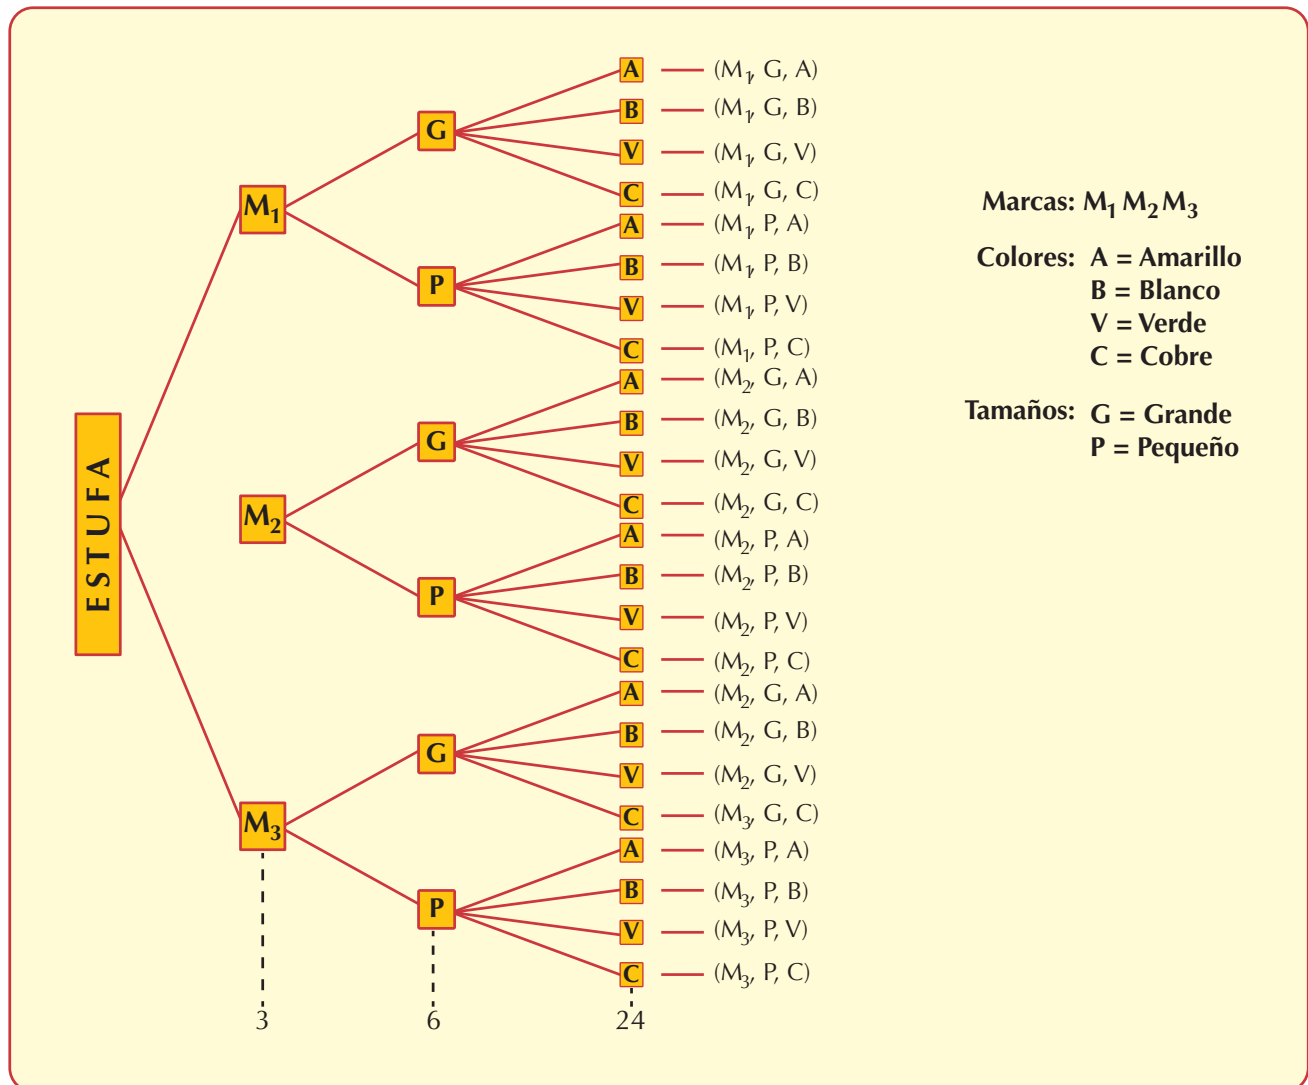 ESTUFA
M1
M2
M3
G
P
G
P
G
P
A (M1, G, A)
B (M1, G, B)
V (M1, G, V)
C (M1, G, C)
A (M1, P, A)
B (M1, P, B)
V (M1, P, V)
C (M1, P, C)
A (M2, G, A)
B (M2, G, B)
V (M2, G, V)
C (M2, G, C)
A (M2, P, A)
B (M2, P, B)
V (M2, P, V)
C (M2, P, C)
A (M2, G, A)
B (M2, G, B)
V (M2, G, V)
C (M3, G, C)
A (M3, P, A)
B (M3, P, B)
V (M3, P, V)
C (M3, P, C)
3 6 24
Marcas: M1 M2 M3
Colores: A = Amarillo
B = Blanco
V = Verde
C = Cobre
Tamaños: G = Grande
P = Pequeño